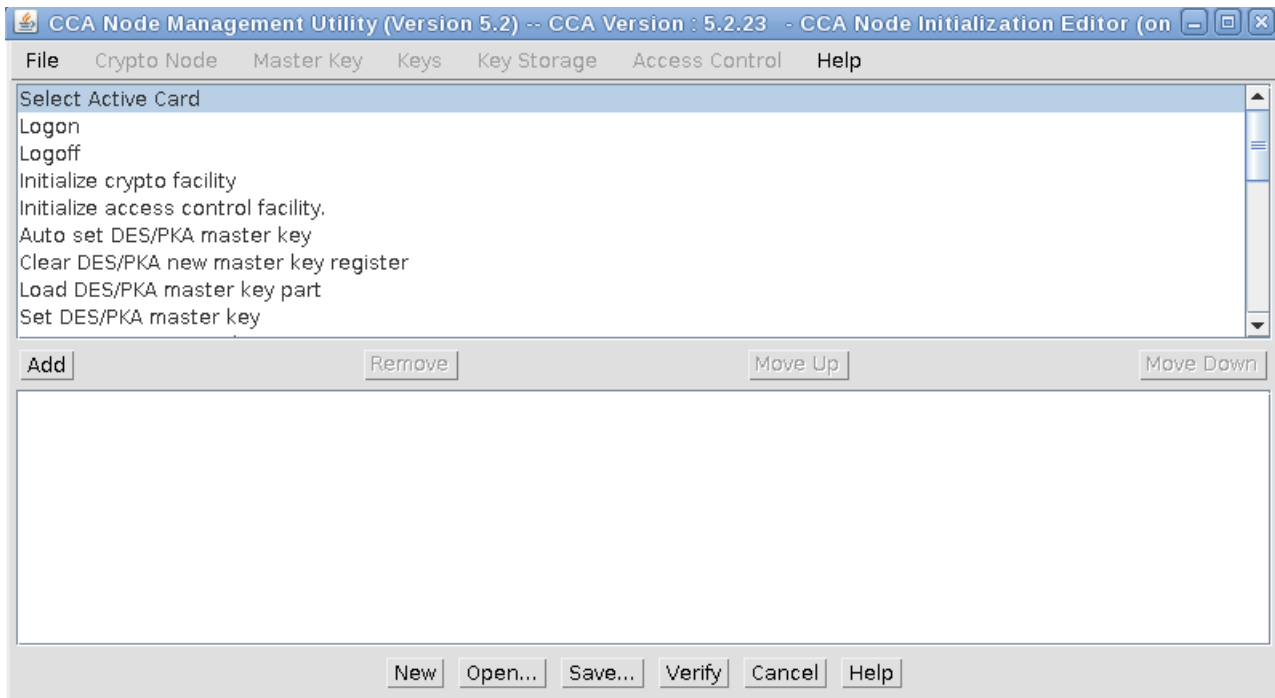 CCA Node Management Utility (Version 5.2) -- CCA Version : 5.2.23 - CCA Node Initialization Editor (on
File Crypto Node Master Key Keys Key Storage Access Control Help
Select Active Card
Logon
Logoff
Initialize crypto facility
Initialize access control facility.
Auto set DES/PKA master key
Clear DES/PKA new master key register
Load DES/PKA master key part
Set DES/PKA master key
Add Remove Move Up Move Down
New Open... Save... Verify Cancel Help